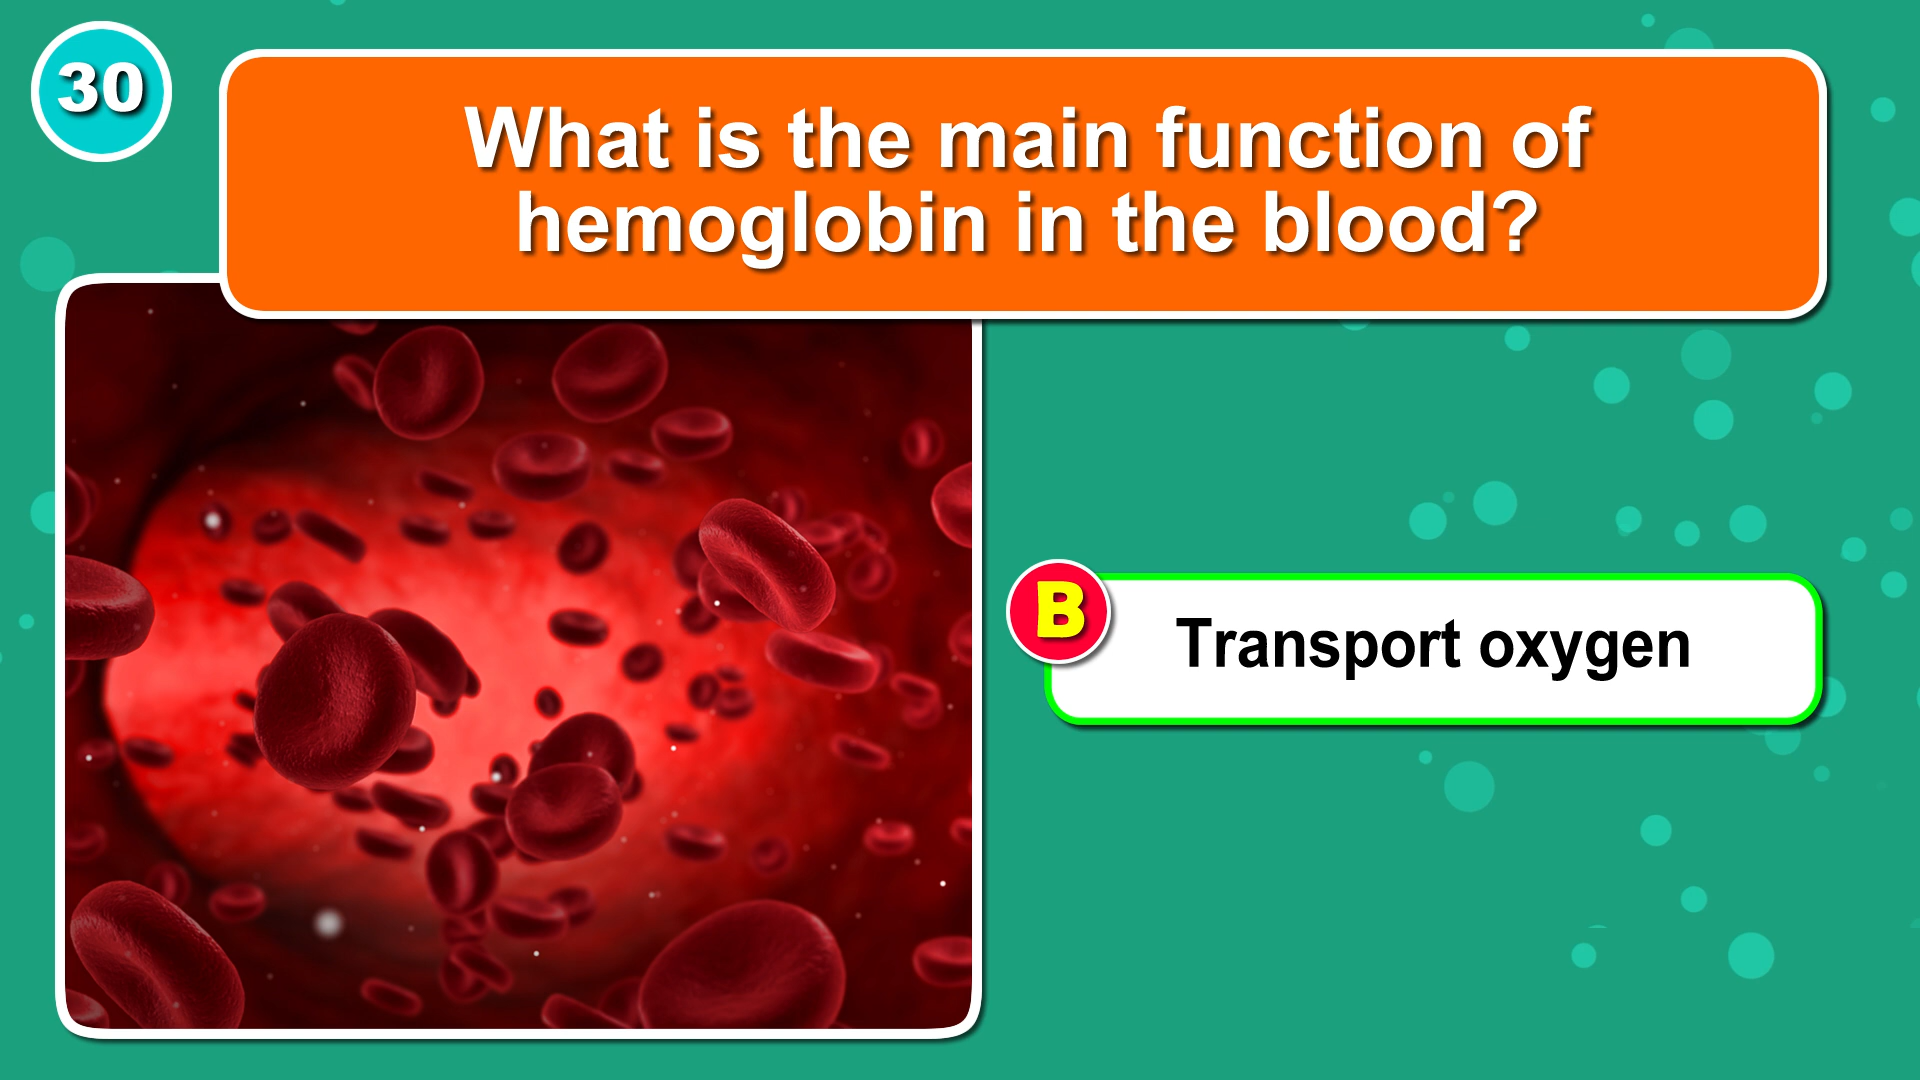 30
What is the main function of
hemoglobin in the blood?
B
Transport oxygen